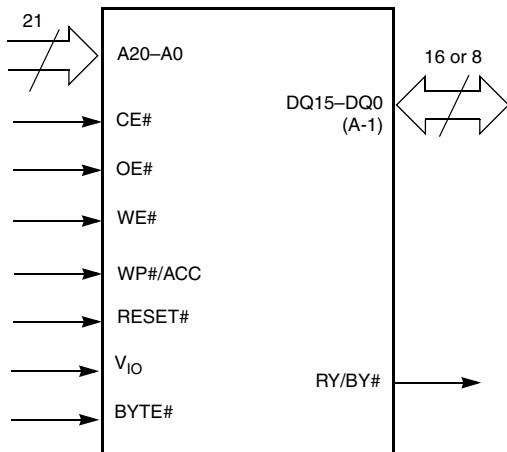 21
A20–A0
16 or 8
DQ15–DQ0
(A-1)
CE#
OE#
WE#
WP#/ACC
RESET#
VIO
RY/BY#
BYTE#